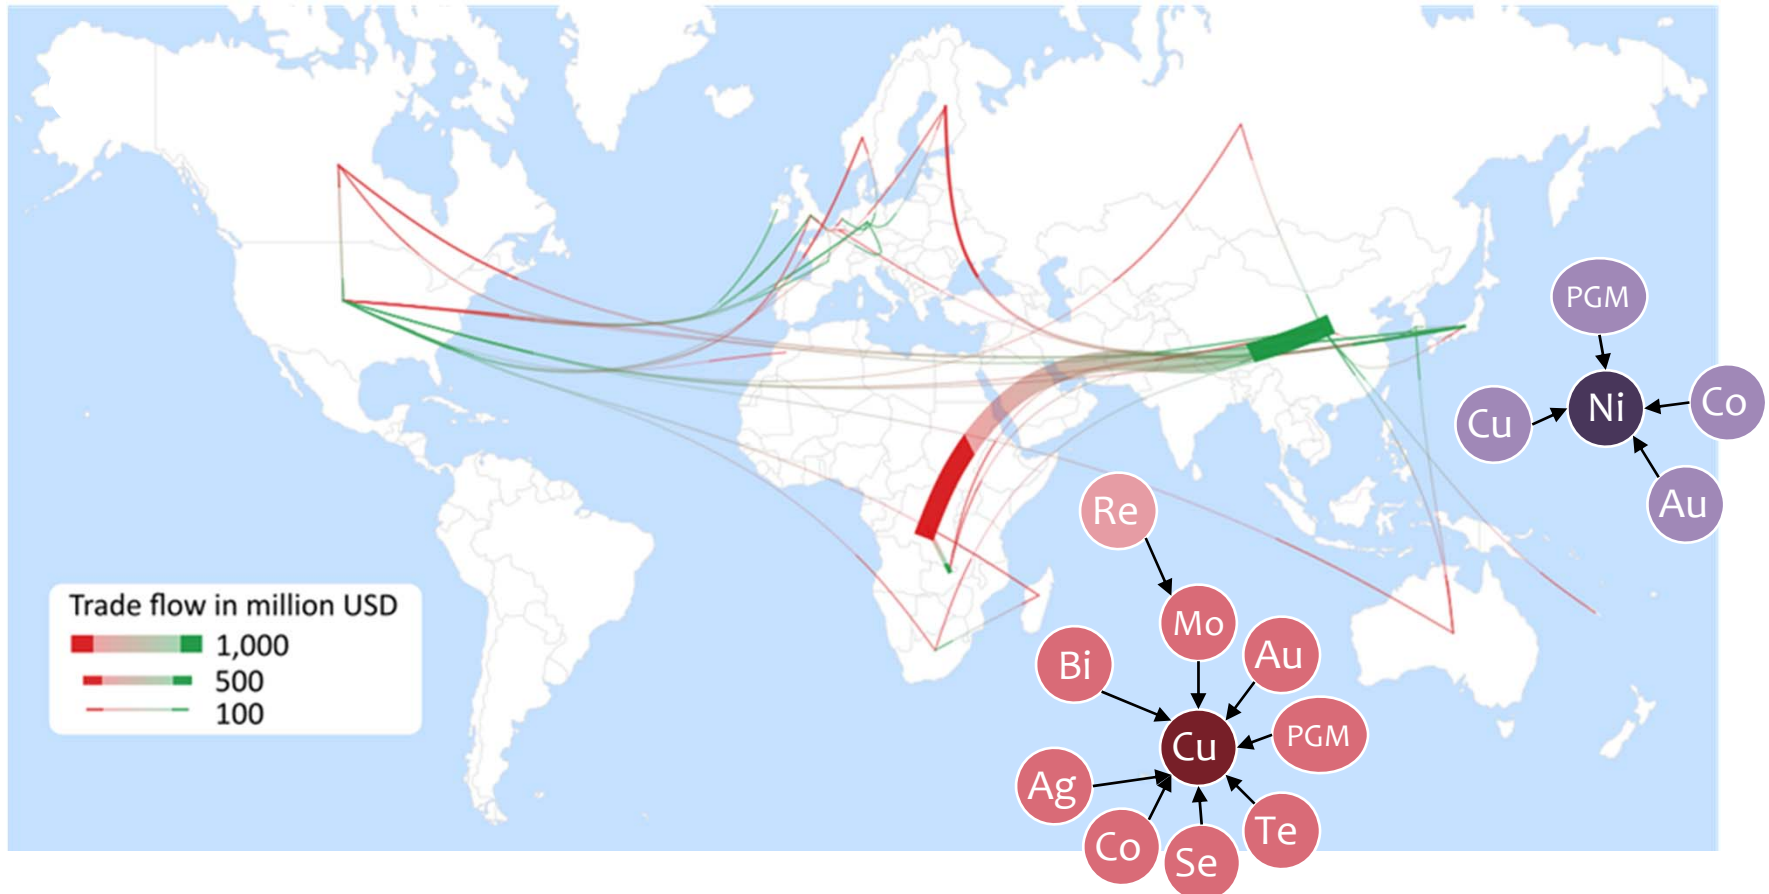 Trade flow in million USD
1,000
500
100
PGM
Ni
Co
Cu
Au
Re
Mo
Au
Bi
PGM
Cu
Ag
Te
Co
Se